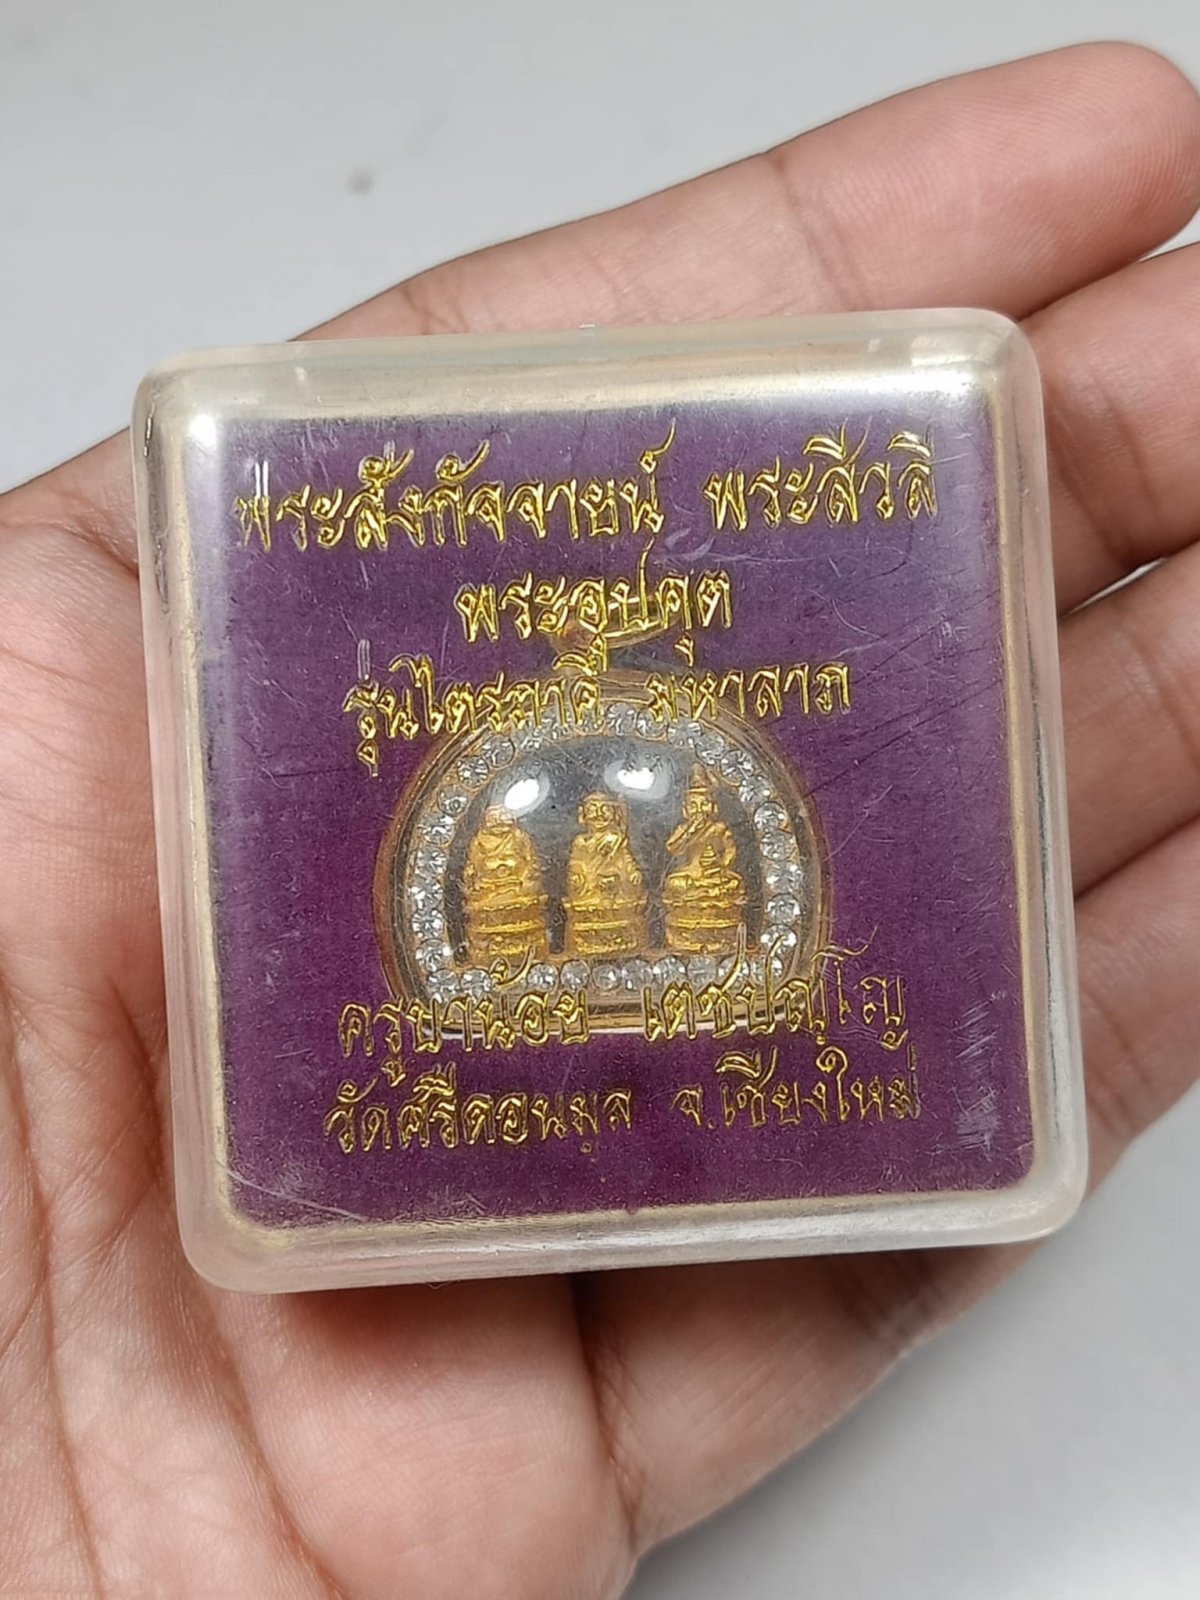 พระสังกัจจายน์ พระสีวลี
พระอุปคุต
รุ่นไตรภาคี มหาลาภ
ครูบาน้อย เตชปญฺโญ
วัดศรีดอนมูล จ.เชียงใหม่